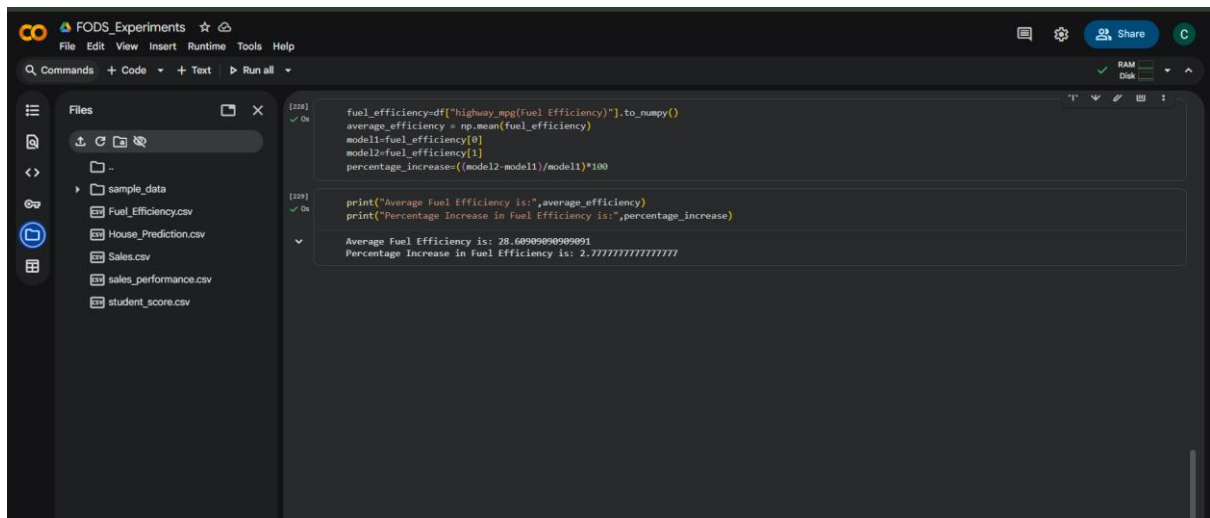 FODS_Experiments
Share
C
File Edit View Insert Runtime Tools Help
Commands + Code + Text Run all
RAM
Disk
Files
..
sample_data
Fuel_Efficiency.csv
House_Prediction.csv
Sales.csv
sales_performance.csv
student_score.csv
[228]
0s
fuel_efficiency=df["highway_mpg(Fuel Efficiency)"].to_numpy()
average_efficiency = np.mean(fuel_efficiency)
model1=fuel_efficiency[0]
model2=fuel_efficiency[1]
percentage_increase=((model2-model1)/model1)*100
[229]
0s
print("Average Fuel Efficiency is:",average_efficiency)
print("Percentage Increase in Fuel Efficiency is:",percentage_increase)
Average Fuel Efficiency is: 28.60909090909091
Percentage Increase in Fuel Efficiency is: 2.7777777777777777